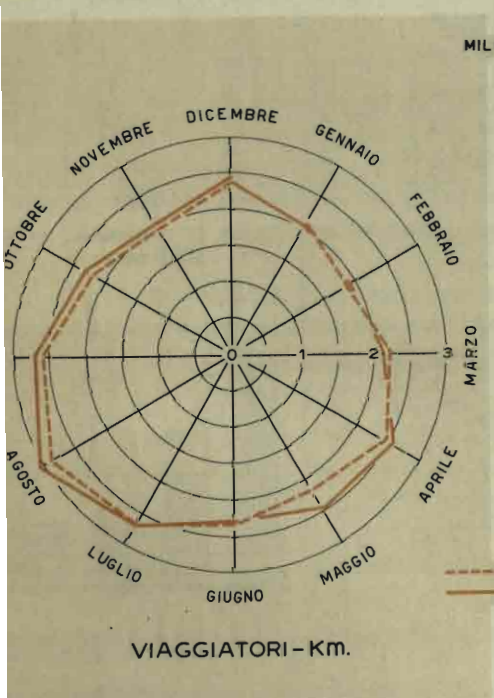 MIL
DICEMBRE
NOVEMBRE
GENNAIO
OTTOBRE
FEBBRAIO
0 1 2 3
MARZO
AGOSTO
APRILE
LUGLIO
MAGGIO
GIUGNO
VIAGGIATORI-Km.